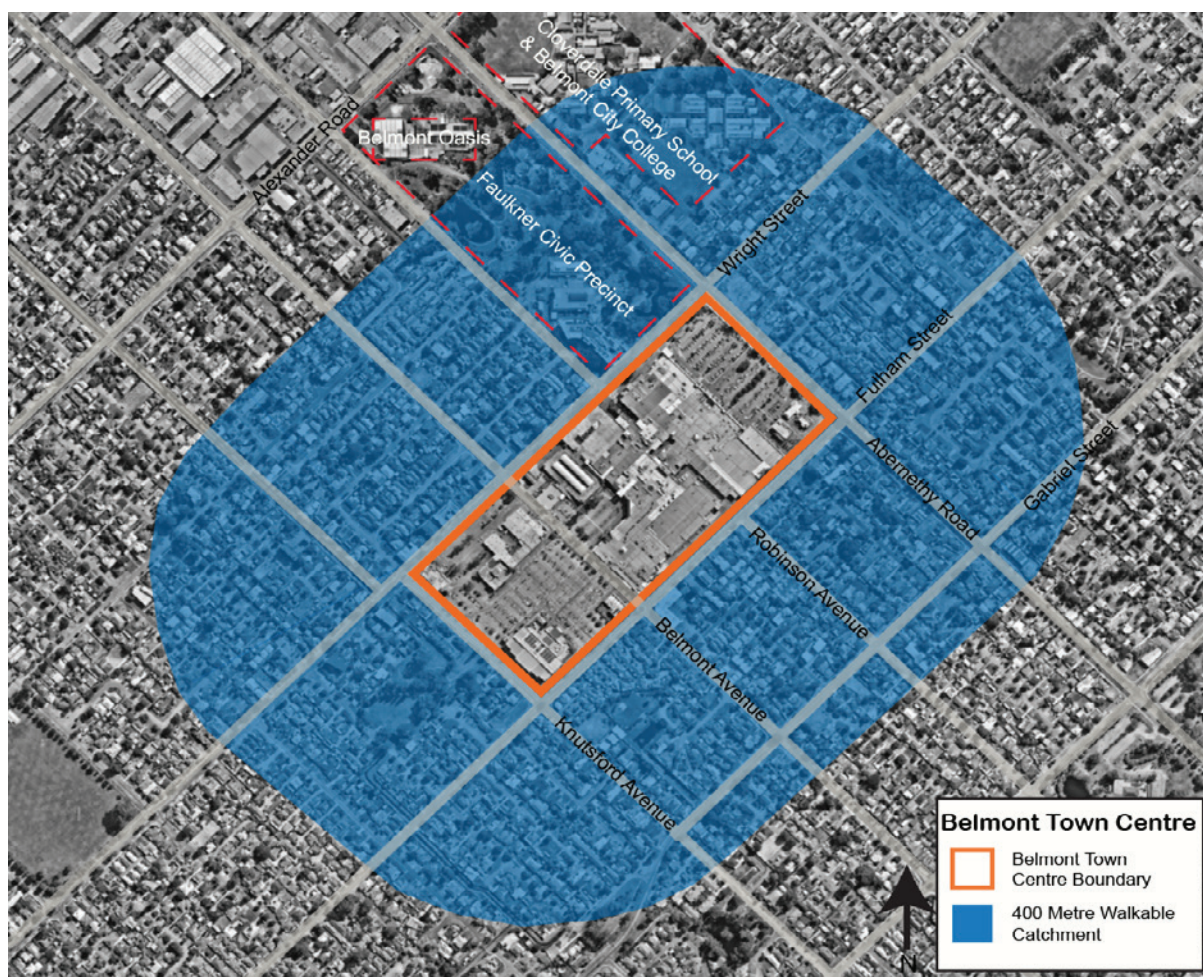 Cloverdale Primary School
& Belmont City College
Alexander Road
Belmont Oasis
Faulkner Civic Precinct
Wright Street
Fulham Street
Abernethy Road
Gabriel Street
Robinson Avenue
Belmont Avenue
Knutsford Avenue
Belmont Town Centre
Belmont Town
Centre Boundary
400 Metre Walkable
Catchment
N